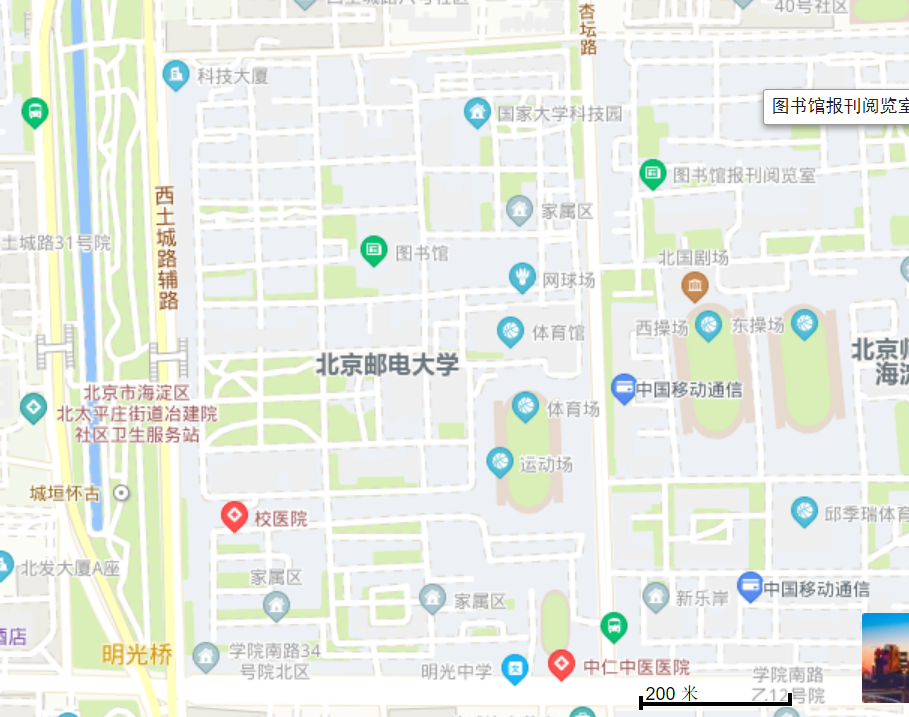 40号社区
杏坛路
科技大厦
图书馆报刊阅览室
国家大学科技园
图书馆报刊阅览室
西土城路辅路
家属区
土城路31号院
图书馆
北国剧场
网球场
西操场
东操场
体育馆
北京邮电大学
北京
海
中国移动通信
北京市海淀区
北太平庄街道冶建院
社区卫生服务站
体育场
运动场
城垣怀古
校医院
邱季瑞体育
北发大厦A座
家属区
中国移动通信
家属区
新乐岸
酒店
明光桥
学院南路34
号院北区
明光中学
中仁中医医院
学院南路
乙12号院
200 米